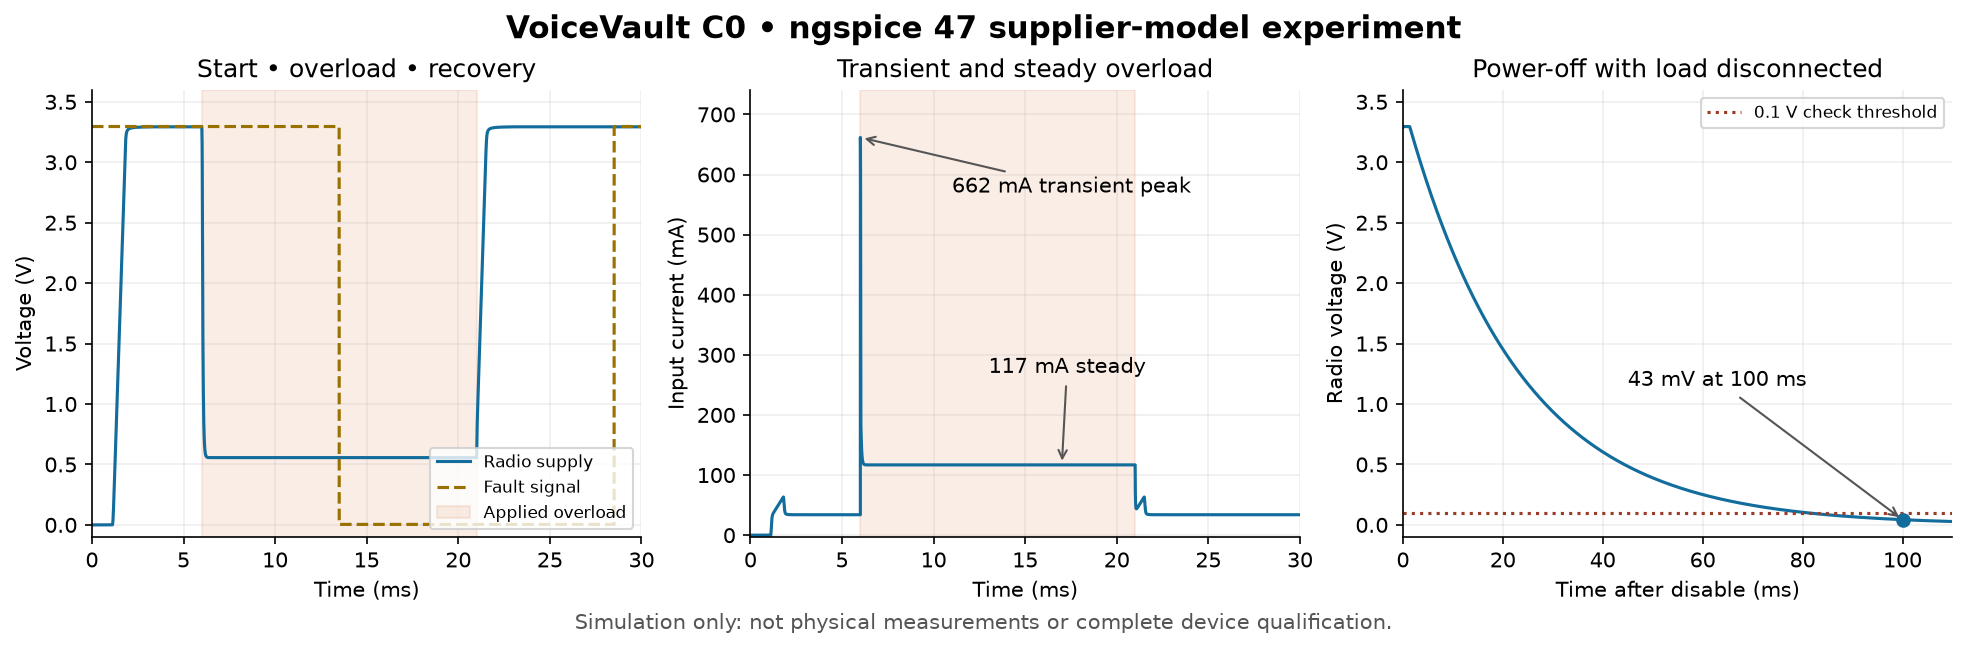 VoiceVault C0 • ngspice 47 supplier-model experiment
Start • overload • recovery
3.5
3.0
2.5
2.0
1.5
1.0
0.5
0.0
Voltage (V)
Radio supply
Fault signal
Applied overload
0 5 10 15 20 25 30
Time (ms)
Transient and steady overload
700
600
500
400
300
200
100
0
Input current (mA)
662 mA transient peak
117 mA steady
0 5 10 15 20 25 30
Time (ms)
Power-off with load disconnected
3.5
3.0
2.5
2.0
1.5
1.0
0.5
0.0
Radio voltage (V)
0.1 V check threshold
43 mV at 100 ms
0 20 40 60 80 100
Time after disable (ms)
Simulation only: not physical measurements or complete device qualification.